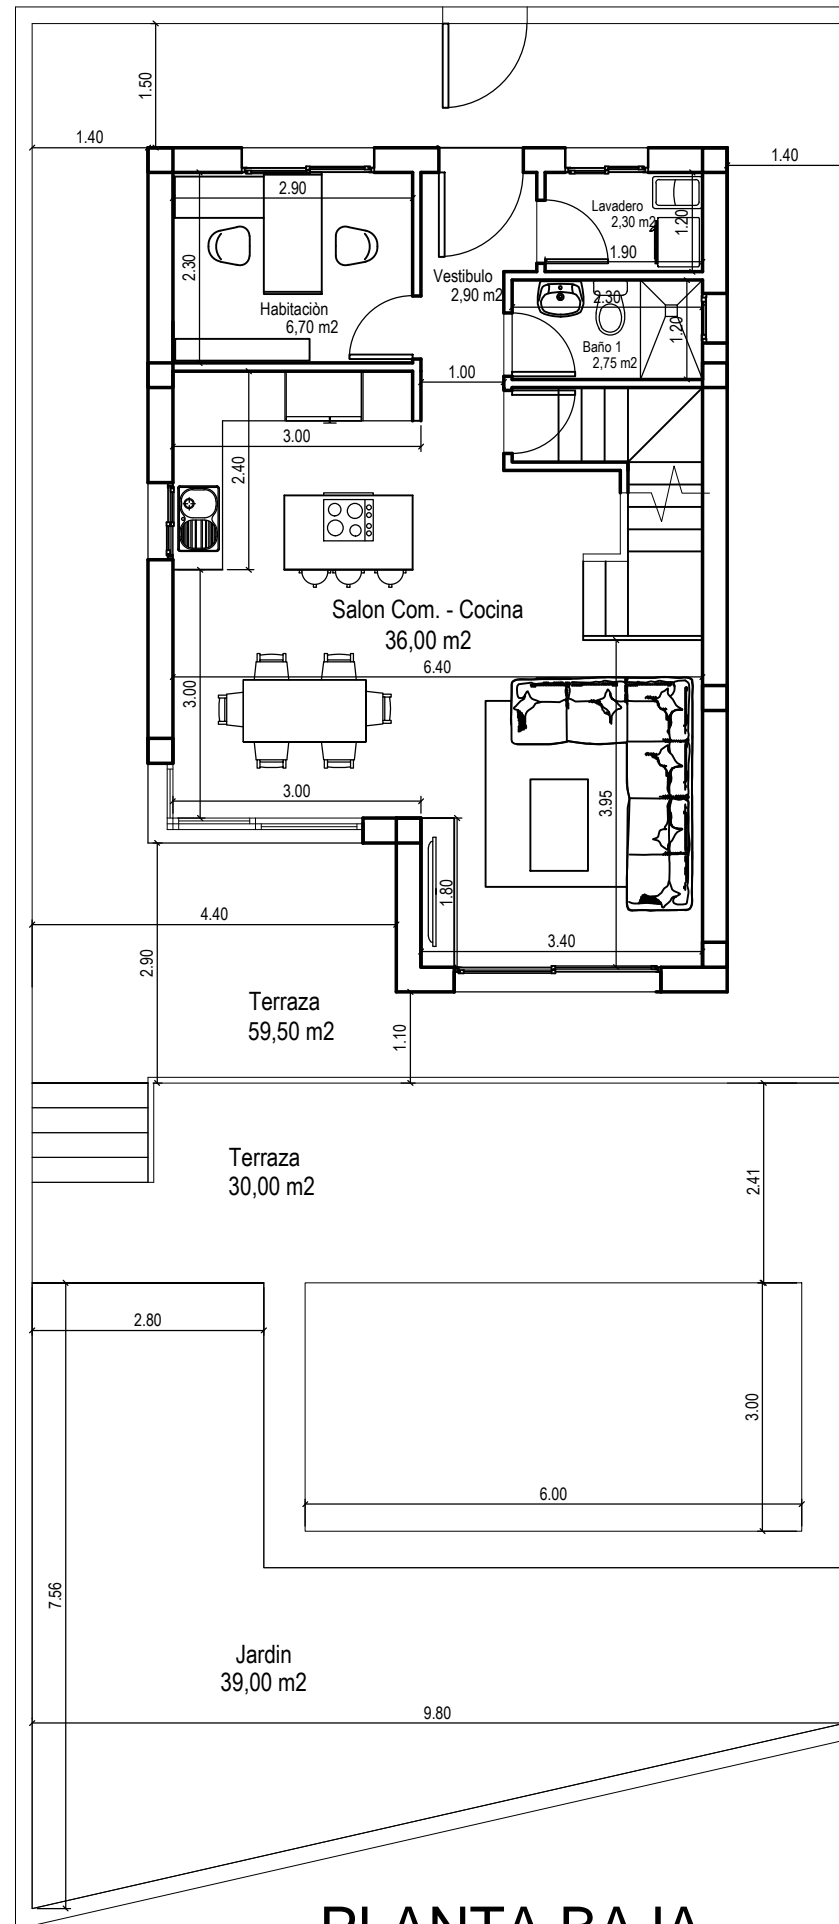 1.50
1.40
1.40
2.90
Lavadero
2,30 m2
1.20
1.90
2.30
Vestibulo
2,90 m2
Habitaciòn
6,70 m2
2.30
1.20
Baño 1
2,75 m2
1.00
3.00
2.40
Salon Com. - Cocina
36,00 m2
6.40
3.00
3.00
3.95
1.80
4.40
3.40
2.90
Terraza
59,50 m2
1.10
Terraza
30,00 m2
2.41
2.80
3.00
6.00
7.56
Jardin
39,00 m2
9.80
PLANTA BAJA